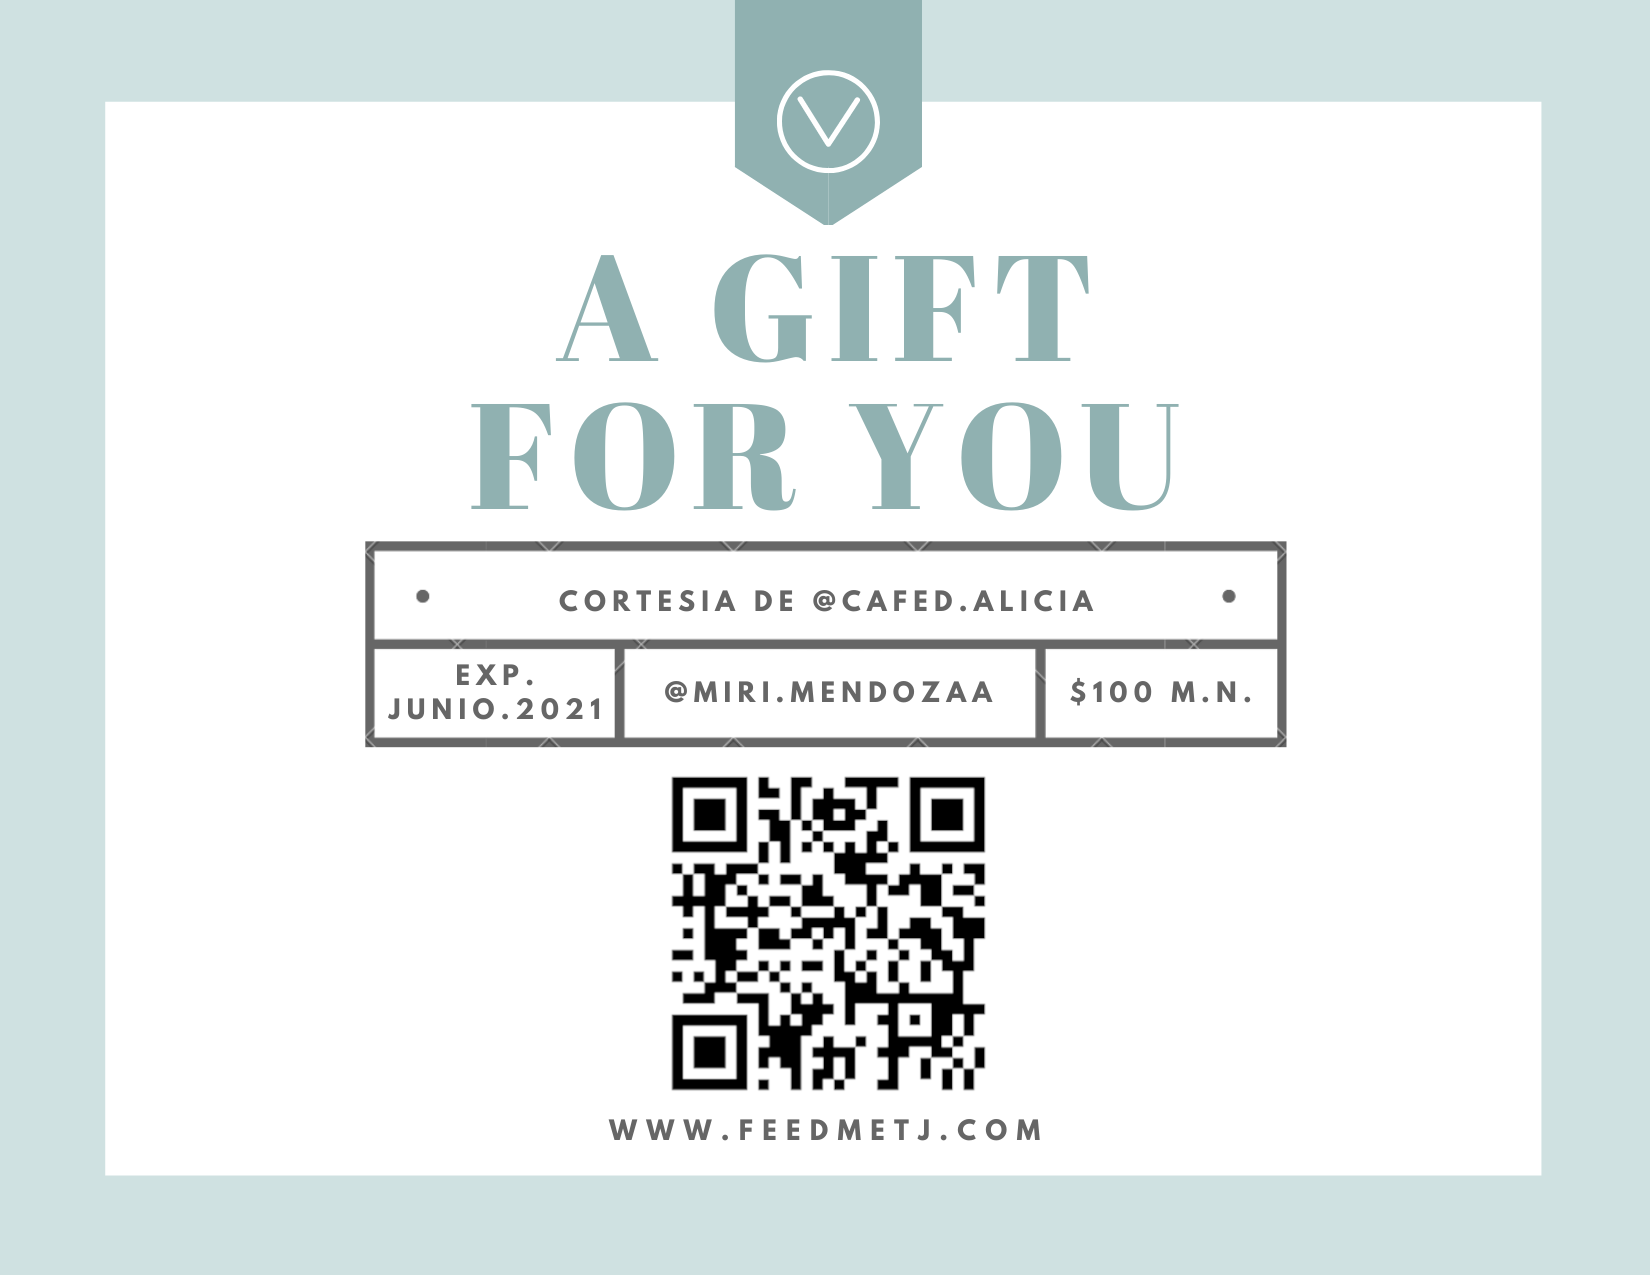 V
A GIFT
FOR YOU
CORTESIA DE @CAFED.ALICIA
EXP.
JUNIO.2021
@MIRI.MENDOZAA
$100 M.N.
WWW.FEEDMETJ.COM